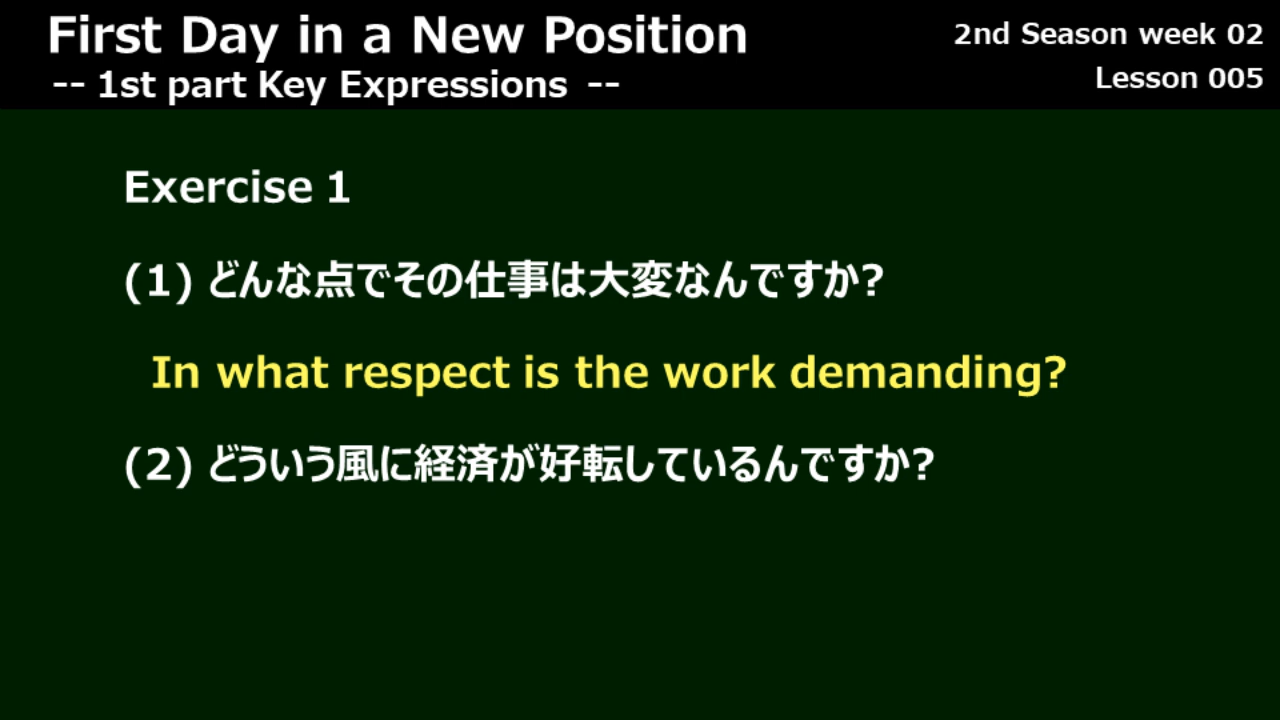 First Day in a New Position
-- 1st part Key Expressions --
2nd Season week 02
Lesson 005
Exercise 1
(1) どんな点でその仕事は大変なんですか?
In what respect is the work demanding?
(2) どういう風に経済が好転しているんですか?